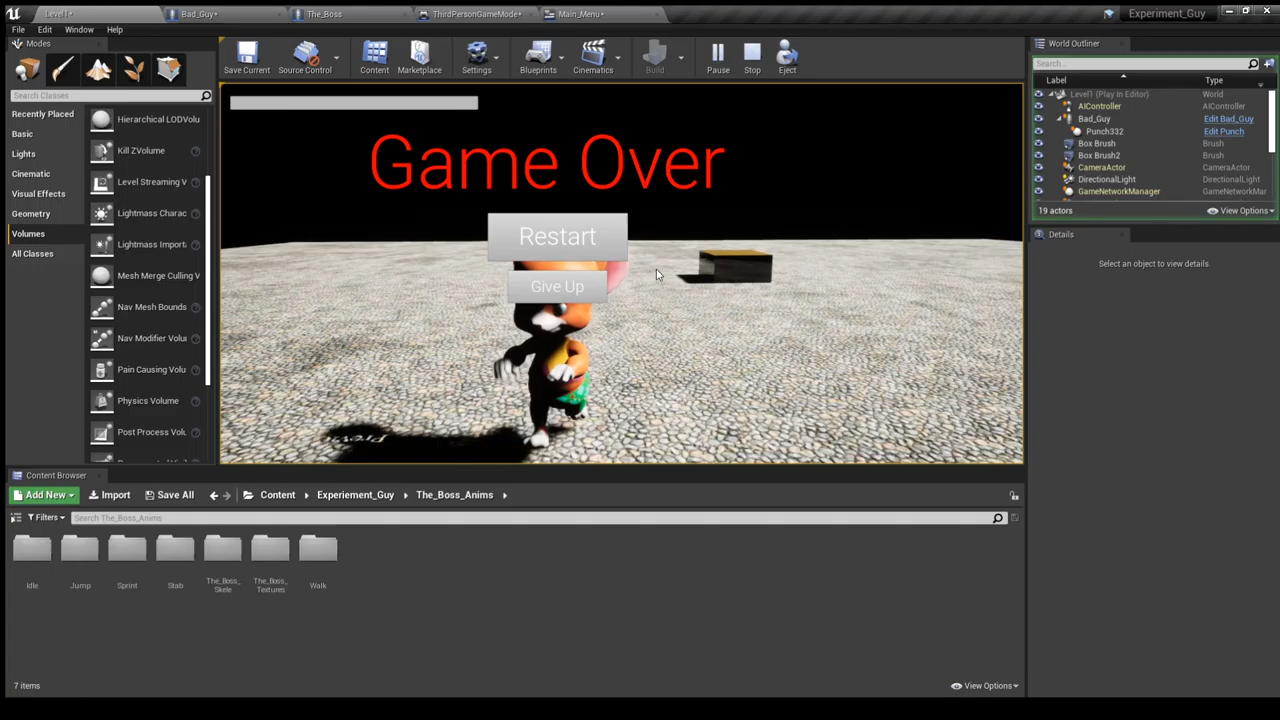 Level1*
Bad_Guy*
The_Boss
ThirdPersonGameMode*
Main_Menu*
Experiment_Guy
File Edit Window Help
Modes
Search Classes
Recently Placed
Basic
Lights
Cinematic
Visual Effects
Geometry
Volumes
All Classes
Hierarchical LODVolu
Kill ZVolume
Level Streaming V
Lightmass Charac
Lightmass Import
Mesh Merge Culling V
Nav Mesh Bounds
Nav Modifier Volu
Pain Causing Volu
Physics Volume
Post Process Volu
Save Current
Source Control
Content
Marketplace
Settings
Blueprints
Cinematics
Build
Pause
Stop
Eject
Game Over
Restart
Give Up
World Outliner
Search...
Label Type
Level1 (Play In Editor) World
AIController AIController
Bad_Guy Edit Bad_Guy
Punch332 Edit Punch
Box Brush Brush
Box Brush2 Brush
CameraActor CameraActor
DirectionalLight DirectionalLight
GameNetworkManager GameNetworkMar
19 actors
View Options
Details
Select an object to view details.
Content Browser
Add New Import Save All Content Experiement_Guy The_Boss_Anims
Filters Search The_Boss_Anims
Idle
Jump
Sprint
Stab
The_Boss_
Skele
The_Boss_
Textures
Walk
7 items
View Options